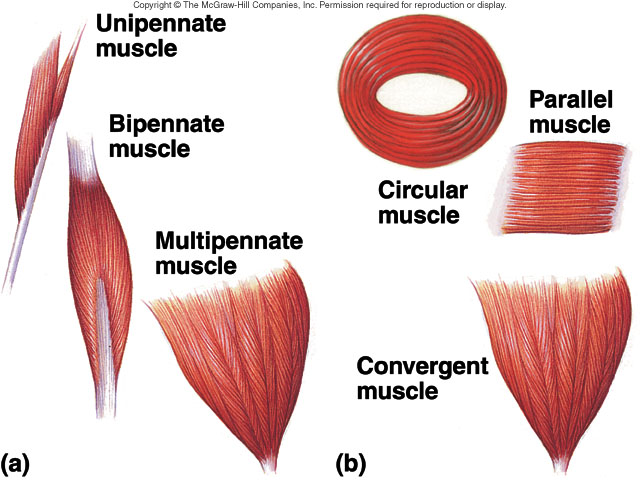 Copyright © The McGraw-Hill Companies, Inc. Permission required for reproduction or display.
Unipennate
muscle
Bipennate
muscle
Multipennate
muscle
(a)
Circular
muscle
Parallel
muscle
Convergent
muscle
(b)